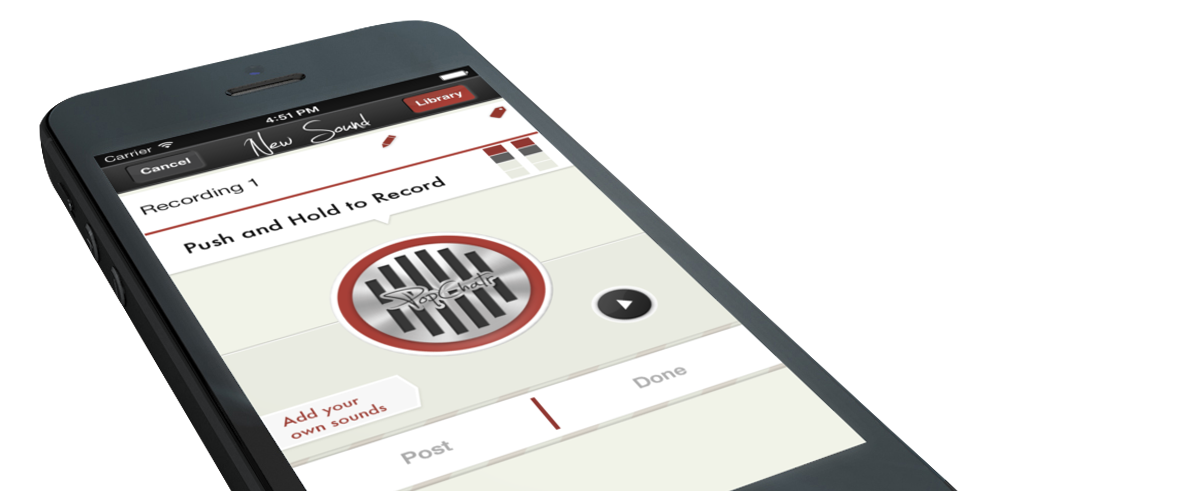 Carrier
4:51 PM
Cancel
New Sound
Library
Recording 1
Push and Hold to Record
PapChatr
Add your
own sounds
Post
Done